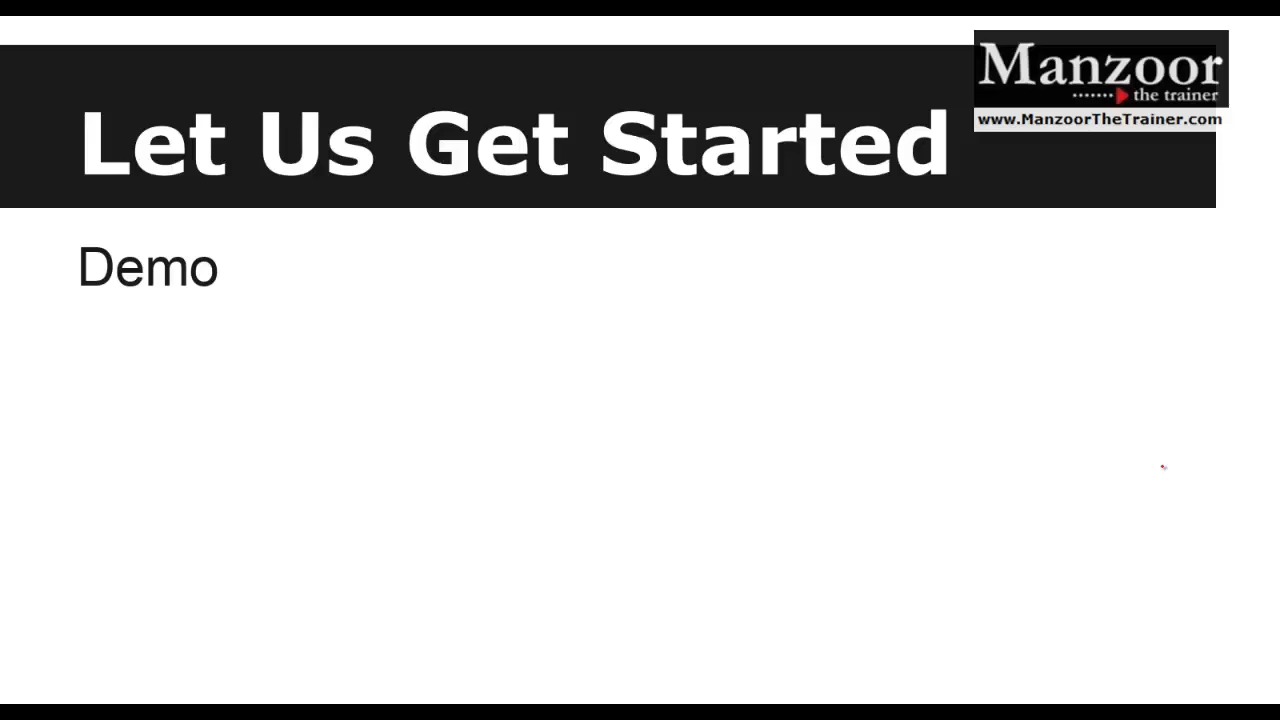 Manzoor
the trainer
www.ManzoorTheTrainer.com
Let Us Get Started
Demo